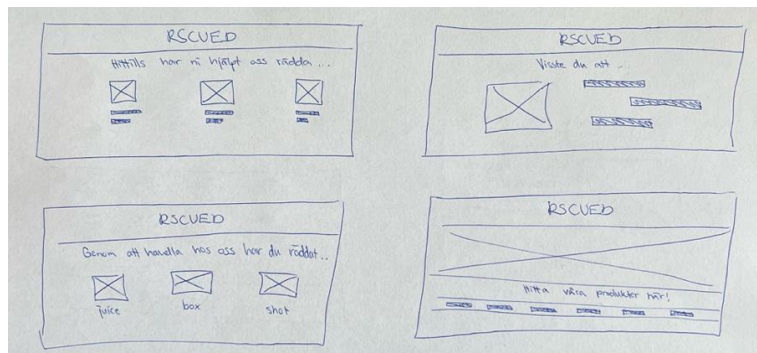 RSCUED
Hittills har ni hjälpt oss rädda ...
RSCUED
Visste du att ...
RSCUED
Genom att handla hos oss har du räddat...
juice
box
shot
RSCUED
Hitta våra produkter här!